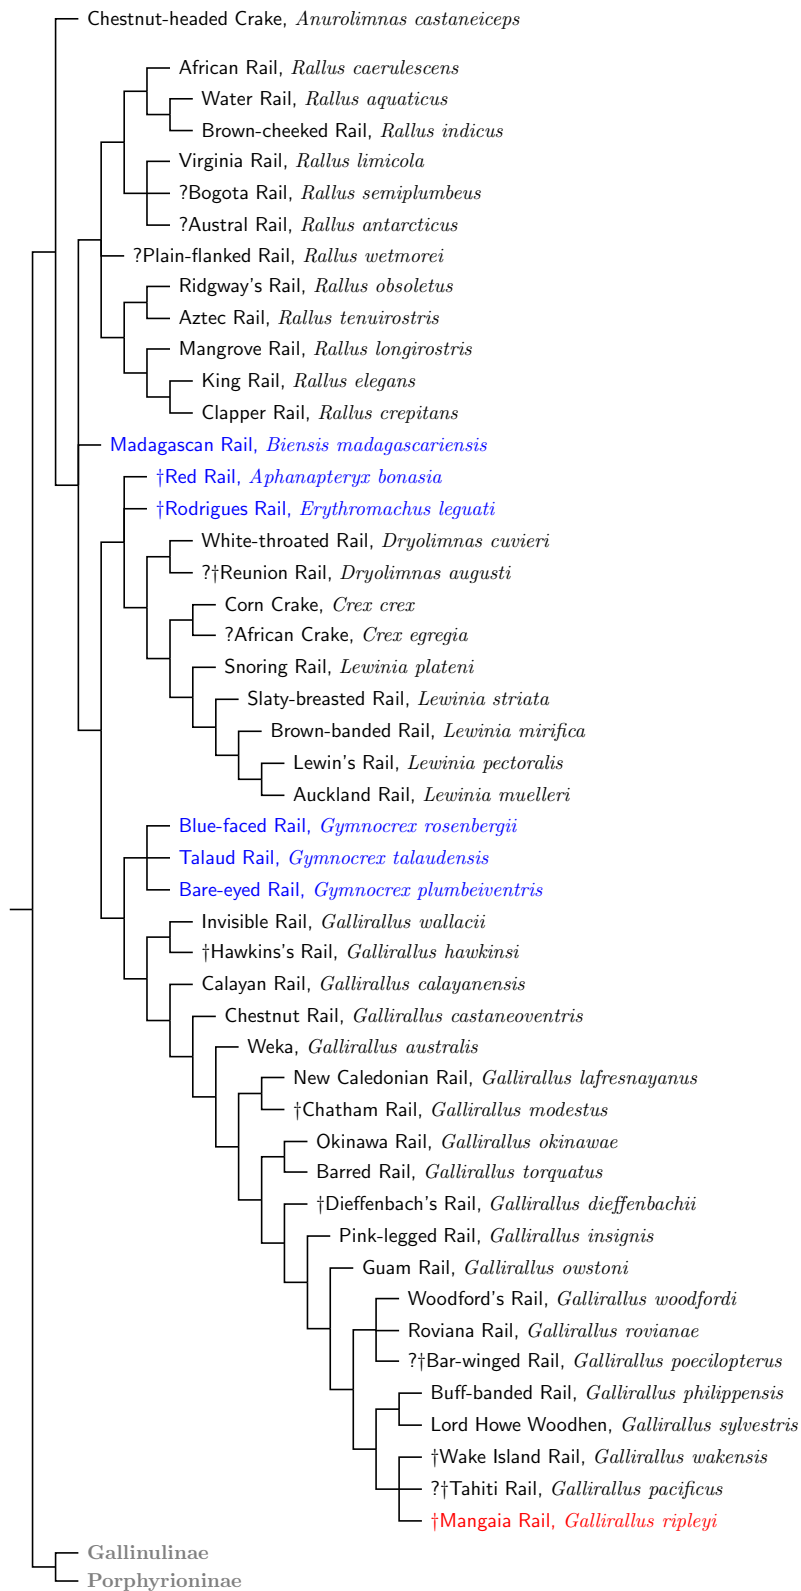 Chestnut-headed Crake, Anurolimnas castaneiceps
African Rail, Rallus caerulescens
Water Rail, Rallus aquaticus
Brown-cheeked Rail, Rallus indicus
Virginia Rail, Rallus limicola
?Bogota Rail, Rallus semiplumbeus
?Austral Rail, Rallus antarcticus
?Plain-flanked Rail, Rallus wetmorei
Ridgway's Rail, Rallus obsoletus
Aztec Rail, Rallus tenuirostris
Mangrove Rail, Rallus longirostris
King Rail, Rallus elegans
Clapper Rail, Rallus crepitans
Madagascan Rail, Biensis madagascariensis
†Red Rail, Aphanapteryx bonasia
†Rodrigues Rail, Erythromachus leguati
White-throated Rail, Dryolimnas cuvieri
?†Reunion Rail, Dryolimnas augusti
Corn Crake, Crex crex
?African Crake, Crex egregia
Snoring Rail, Lewinia plateni
Slaty-breasted Rail, Lewinia striata
Brown-banded Rail, Lewinia mirifica
Lewin's Rail, Lewinia pectoralis
Auckland Rail, Lewinia muelleri
Blue-faced Rail, Gymnocrex rosenbergii
Talaud Rail, Gymnocrex talaudensis
Bare-eyed Rail, Gymnocrex plumbeiventris
Invisible Rail, Gallirallus wallacii
†Hawkins's Rail, Gallirallus hawkinsi
Calayan Rail, Gallirallus calayanensis
Chestnut Rail, Gallirallus castaneoventris
Weka, Gallirallus australis
New Caledonian Rail, Gallirallus lafresnayanus
†Chatham Rail, Gallirallus modestus
Okinawa Rail, Gallirallus okinawae
Barred Rail, Gallirallus torquatus
†Dieffenbach's Rail, Gallirallus dieffenbachii
Pink-legged Rail, Gallirallus insignis
Guam Rail, Gallirallus owstoni
Woodford's Rail, Gallirallus woodfordi
Roviana Rail, Gallirallus rovianae
?†Bar-winged Rail, Gallirallus poecilopterus
Buff-banded Rail, Gallirallus philippensis
Lord Howe Woodhen, Gallirallus sylvestris
†Wake Island Rail, Gallirallus wakensis
?†Tahiti Rail, Gallirallus pacificus
†Mangaia Rail, Gallirallus ripleyi
Gallinulinae
Porphyrioninae